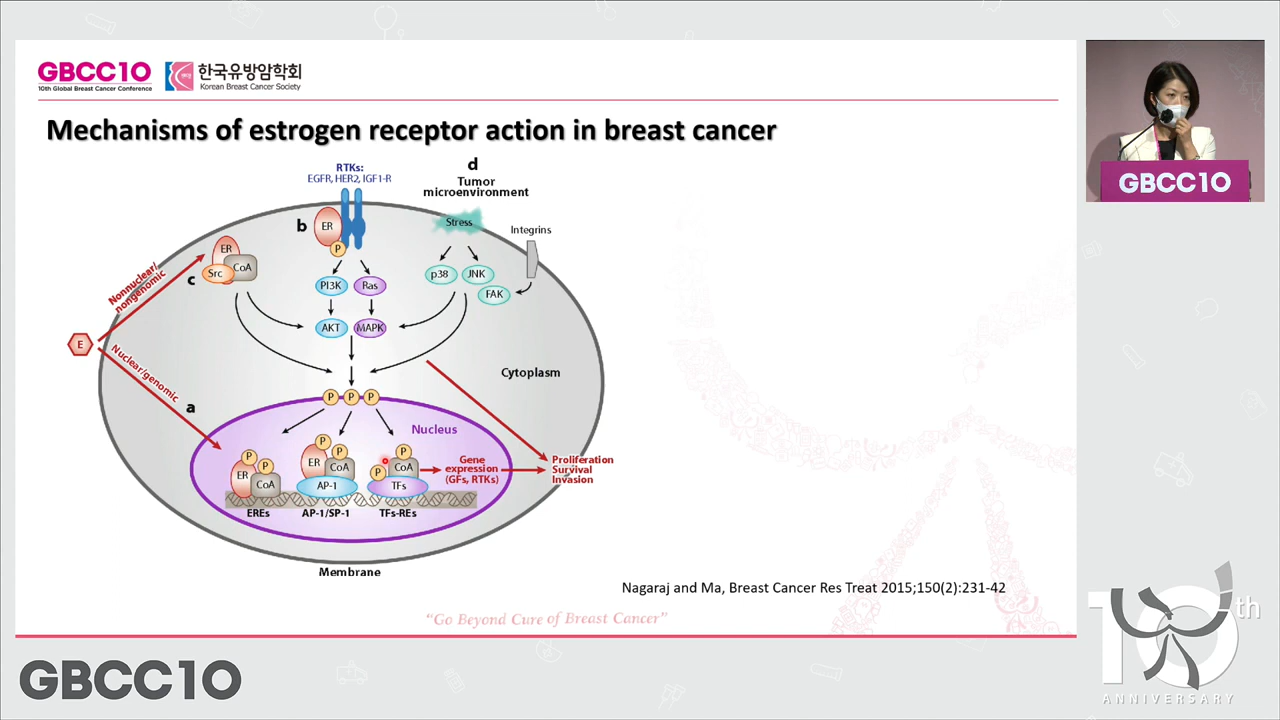 GBCC10
10th Global Breast Cancer Conference
한국유방암학회
Korean Breast Cancer Society
Mechanisms of estrogen receptor action in breast cancer
RTKs:
EGFR, HER2, IGF1-R
d
Tumor
microenvironment
b
ER
P
Stress
Integrins
ER
Src
CoA
c
PI3K
Ras
p38
JNK
FAK
Nonnuclear/
nongenomic
AKT
MAPK
E
Nuclear/genomic
a
Cytoplasm
P P P
Nucleus
P
P
ER
CoA
EREs
P
P
ER
CoA
AP-1
AP-1/SP-1
P
P
CoA
TFs
TFs-REs
Gene
expression
(GFs, RTKs)
Proliferation
Survival
Invasion
Membrane
Nagaraj and Ma, Breast Cancer Res Treat 2015;150(2):231-42
"Go Beyond Cure of Breast Cancer"
GBCC10
GBCC10
10th
ANNIVERSARY